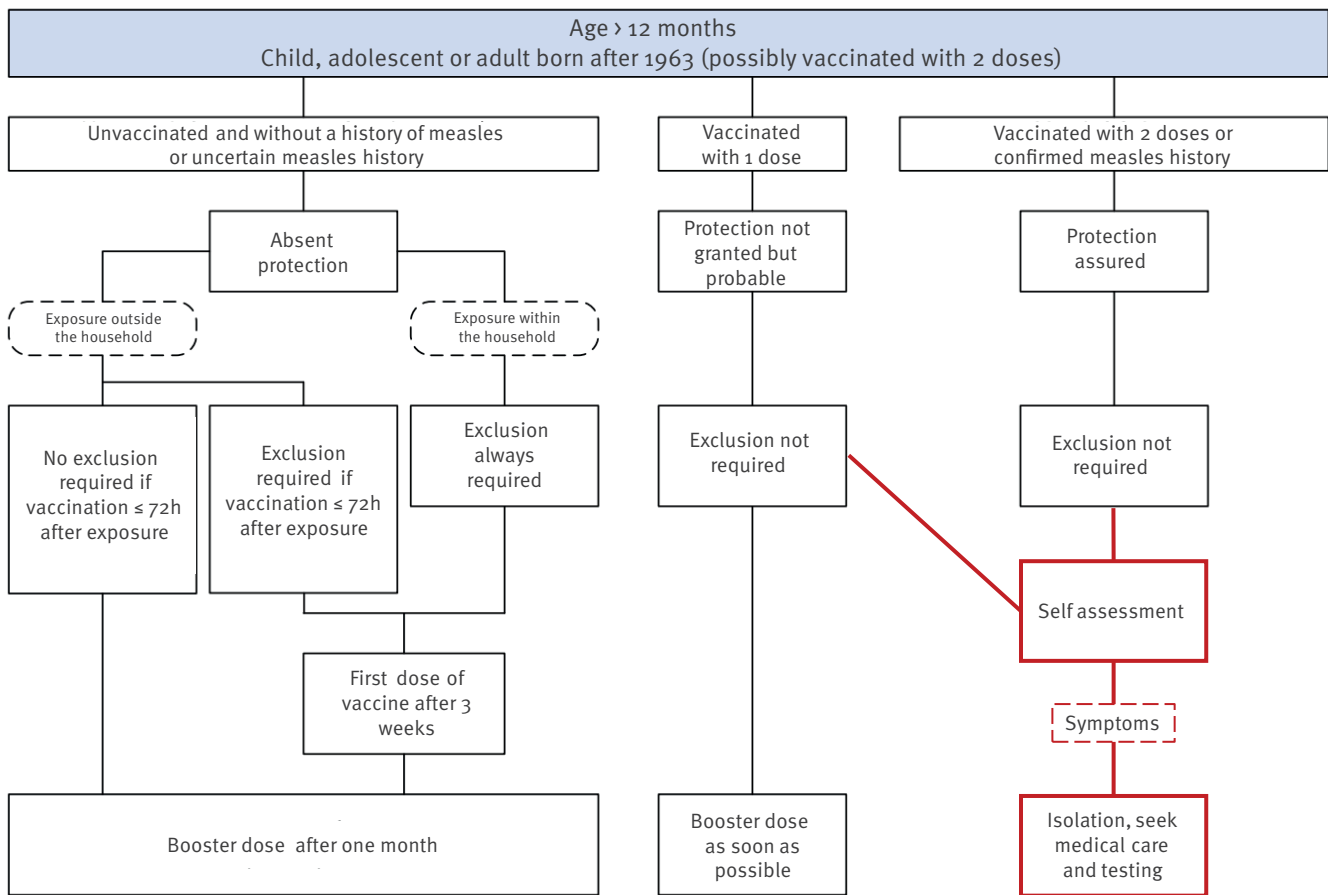 Age > 12 months
Child, adolescent or adult born after 1963 (possibly vaccinated with 2 doses)
Unvaccinated and without a history of measles
or uncertain measles history
Vaccinated
with 1 dose
Vaccinated with 2 doses or
confirmed measles history
Absent
protection
Protection not
granted but
probable
Protection
assured
Exposure outside
the household
Exposure within
the household
No exclusion
required if
vaccination ≤ 72h
after exposure
Exclusion
required if
vaccination ≤ 72h
after exposure
Exclusion
always
required
Exclusion not
required
Exclusion not
required
Self assessment
First dose of
vaccine after 3
weeks
Symptoms
Booster dose after one month
Booster dose
as soon as
possible
Isolation, seek
medical care
and testing